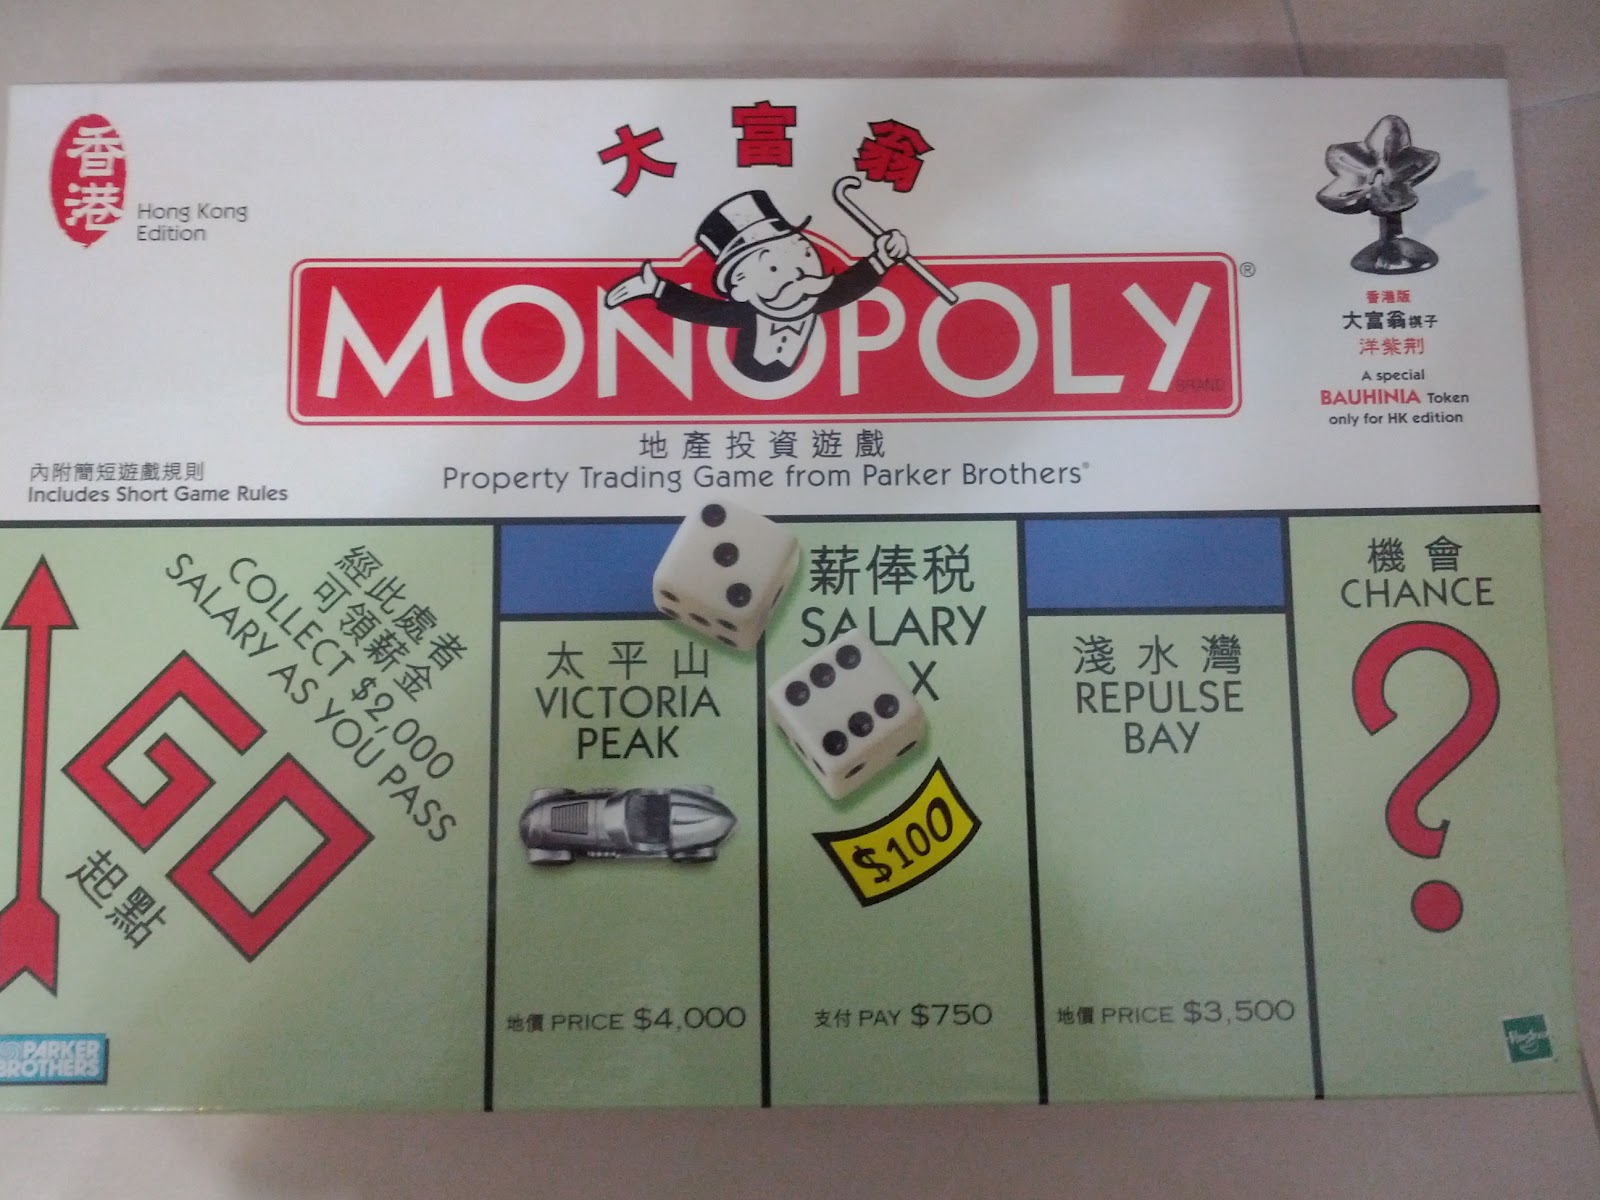 香港
Hong Kong
Edition
大富翁
MONOPOLY®
BRAND
地產投資遊戲
Property Trading Game from Parker Brothers®
內附簡短遊戲規則
Includes Short Game Rules
香港版
大富翁棋子
洋紫荆
A special
BAUHINIA Token
only for HK edition
經此處者
可領薪金
COLLECT $2,000
SALARY AS YOU PASS
GO
起點
太平山
VICTORIA
PEAK
地價 PRICE $4,000
薪俸税
SALARY
X
$100
支付 PAY $750
淺水灣
REPULSE
BAY
地價 PRICE $3,500
機會
CHANCE
?
PARKER
BROTHERS
Hasbro